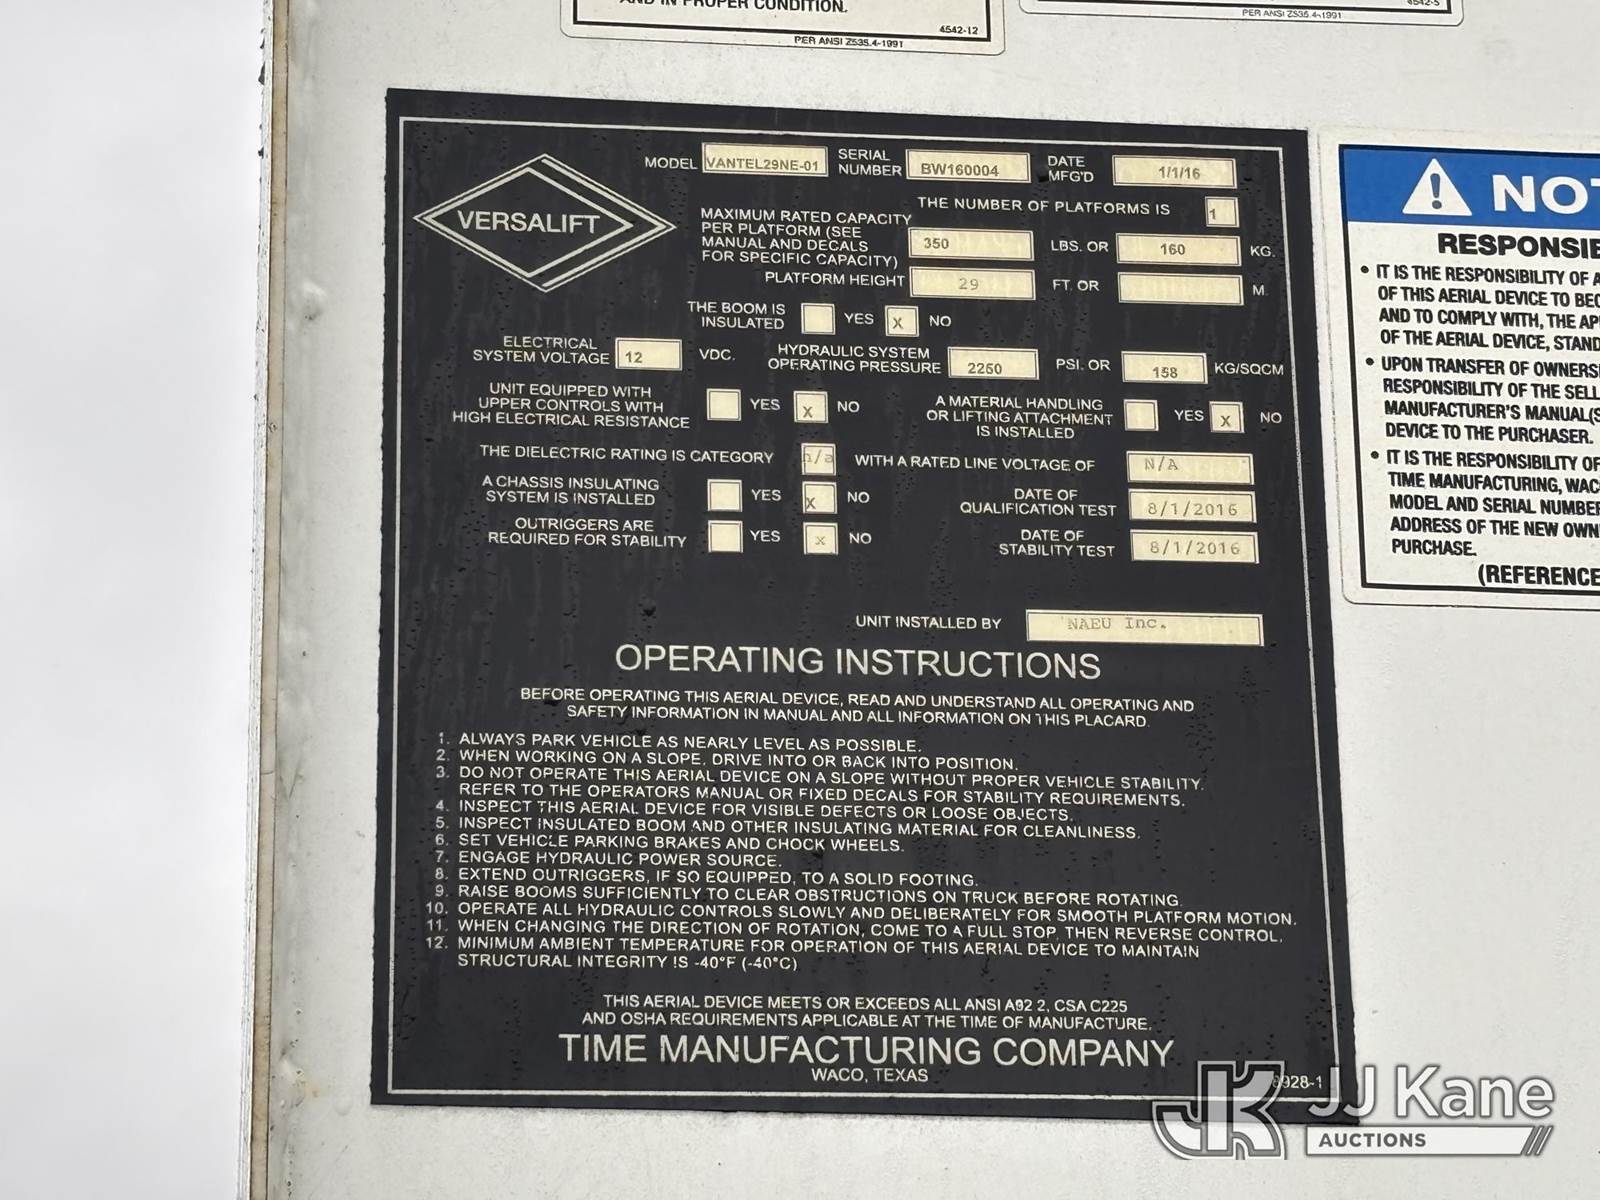 AND IN PROPER CONDITION.
4542-12
PER ANSI Z535.4-1991
4542-5
PER ANSI Z535.4-1991
VERSALIFT
MODEL VANTEL29NE-01 SERIAL NUMBER BW160004 DATE MFG'D 1/1/16
THE NUMBER OF PLATFORMS IS 1
MAXIMUM RATED CAPACITY
PER PLATFORM (SEE
MANUAL AND DECALS 350 LBS. OR 160 KG.
FOR SPECIFIC CAPACITY)
PLATFORM HEIGHT 29 FT. OR M.
THE BOOM IS
INSULATED YES x NO
ELECTRICAL
SYSTEM VOLTAGE 12 VDC.
HYDRAULIC SYSTEM
OPERATING PRESSURE 2250 PSI. OR 158 KG/SQCM
UNIT EQUIPPED WITH
UPPER CONTROLS WITH YES x NO
HIGH ELECTRICAL RESISTANCE
A MATERIAL HANDLING
OR LIFTING ATTACHMENT YES x NO
IS INSTALLED
THE DIELECTRIC RATING IS CATEGORY n/a WITH A RATED LINE VOLTAGE OF N/A
A CHASSIS INSULATING
SYSTEM IS INSTALLED YES x NO
DATE OF
QUALIFICATION TEST 8/1/2016
OUTRIGGERS ARE
REQUIRED FOR STABILITY YES x NO
DATE OF
STABILITY TEST 8/1/2016
UNIT INSTALLED BY NAEU Inc.
OPERATING INSTRUCTIONS
BEFORE OPERATING THIS AERIAL DEVICE, READ AND UNDERSTAND ALL OPERATING AND
SAFETY INFORMATION IN MANUAL AND ALL INFORMATION ON THIS PLACARD.
1. ALWAYS PARK VEHICLE AS NEARLY LEVEL AS POSSIBLE.
2. WHEN WORKING ON A SLOPE, DRIVE INTO OR BACK INTO POSITION.
3. DO NOT OPERATE THIS AERIAL DEVICE ON A SLOPE WITHOUT PROPER VEHICLE STABILITY.
REFER TO THE OPERATORS MANUAL OR FIXED DECALS FOR STABILITY REQUIREMENTS.
4. INSPECT THIS AERIAL DEVICE FOR VISIBLE DEFECTS OR LOOSE OBJECTS.
5. INSPECT INSULATED BOOM AND OTHER INSULATING MATERIAL FOR CLEANLINESS.
6. SET VEHICLE PARKING BRAKES AND CHOCK WHEELS.
7. ENGAGE HYDRAULIC POWER SOURCE.
8. EXTEND OUTRIGGERS, IF SO EQUIPPED, TO A SOLID FOOTING.
9. RAISE BOOMS SUFFICIENTLY TO CLEAR OBSTRUCTIONS ON TRUCK BEFORE ROTATING.
10. OPERATE ALL HYDRAULIC CONTROLS SLOWLY AND DELIBERATELY FOR SMOOTH PLATFORM MOTION.
11. WHEN CHANGING THE DIRECTION OF ROTATION, COME TO A FULL STOP, THEN REVERSE CONTROL.
12. MINIMUM AMBIENT TEMPERATURE FOR OPERATION OF THIS AERIAL DEVICE TO MAINTAIN
STRUCTURAL INTEGRITY IS -40°F (-40°C)
THIS AERIAL DEVICE MEETS OR EXCEEDS ALL ANSI A92.2, CSA C225
AND OSHA REQUIREMENTS APPLICABLE AT THE TIME OF MANUFACTURE.
TIME MANUFACTURING COMPANY
WACO, TEXAS
8928-1
NOT
RESPONSIB
• IT IS THE RESPONSIBILITY OF A
OF THIS AERIAL DEVICE TO BEC
AND TO COMPLY WITH, THE AP
OF THE AERIAL DEVICE, STAND
• UPON TRANSFER OF OWNERS
RESPONSIBILITY OF THE SELL
MANUFACTURER'S MANUAL(S
DEVICE TO THE PURCHASER.
• IT IS THE RESPONSIBILITY OF
TIME MANUFACTURING, WAC
MODEL AND SERIAL NUMBER
ADDRESS OF THE NEW OWN
PURCHASE.
(REFERENCE
JK JJ Kane
AUCTIONS